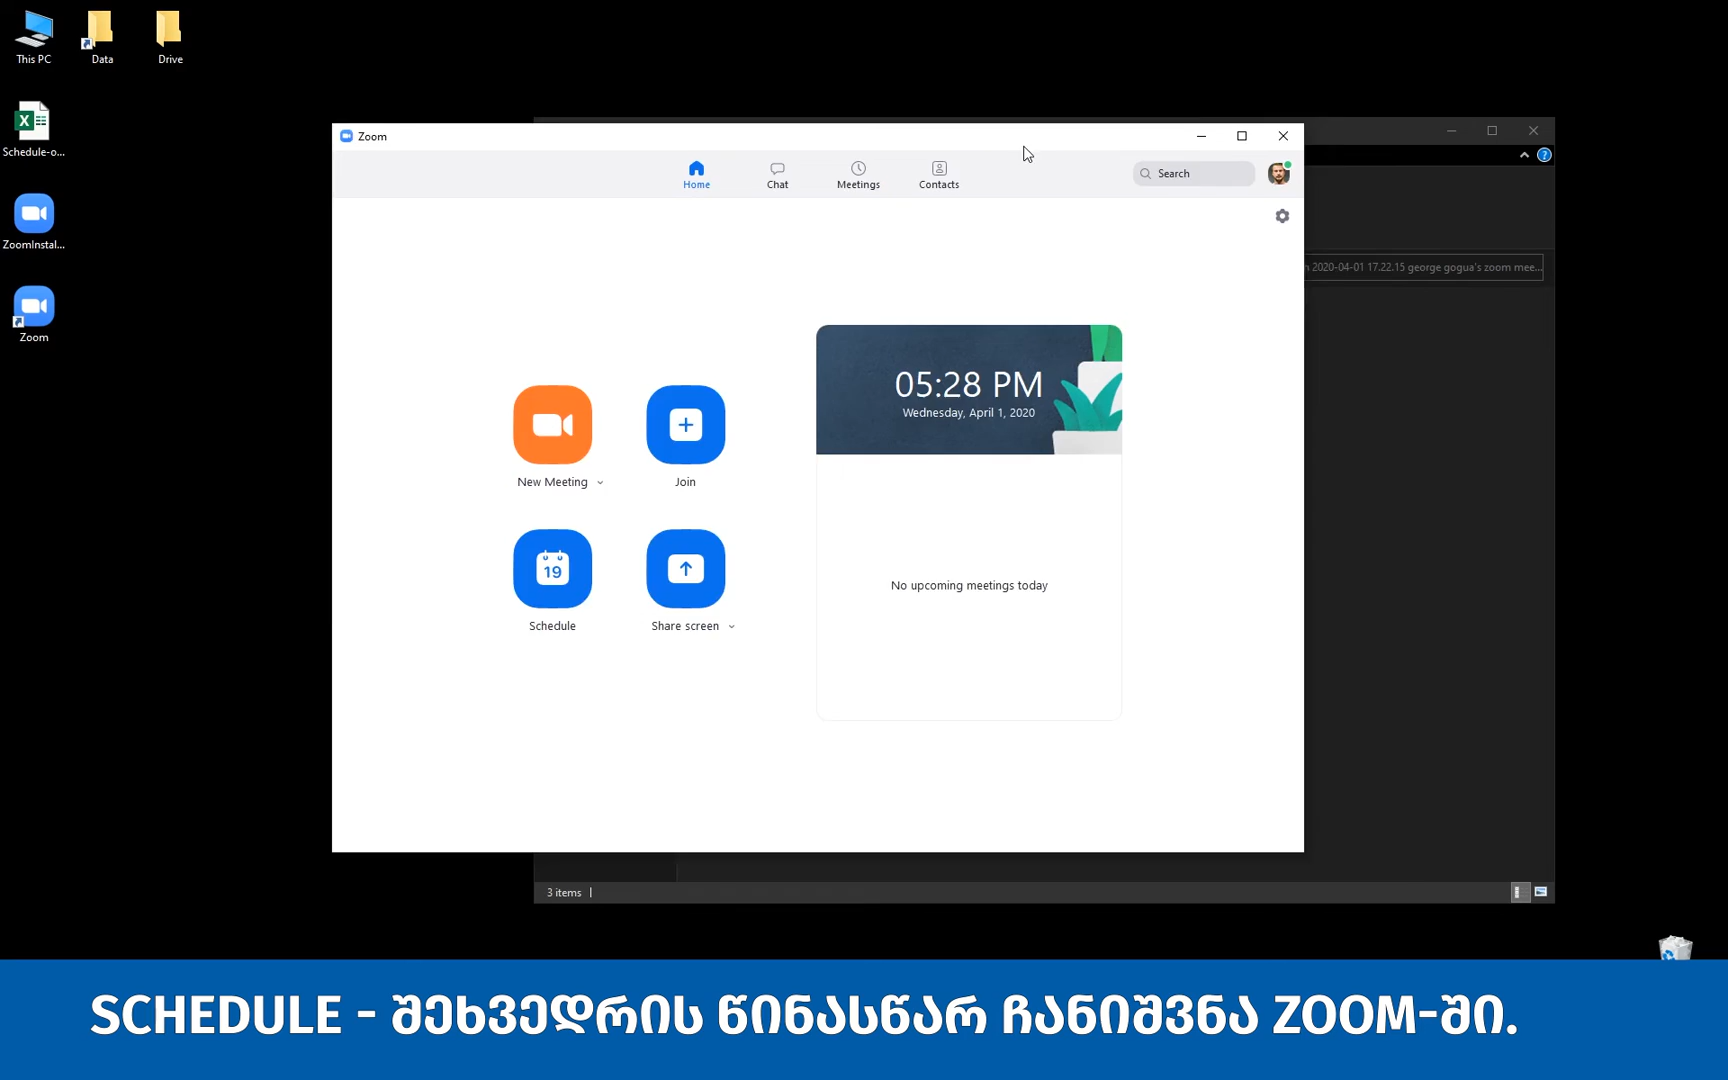 This PC
Data
Drive
Schedule-o...
ZoomInstal...
Zoom
Zoom
Home
Chat
Meetings
Contacts
Search
2020-04-01 17.22.15 george gogua's zoom mee...
05:28 PM
Wednesday, April 1, 2020
New Meeting
Join
No upcoming meetings today
19
Schedule
Share screen
3 items
SCHEDULE - შეხვედრის წინასწარ ჩანიშვნა ZOOM-ში.